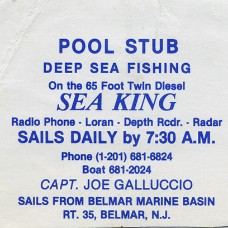 POOL STUB
DEEP SEA FISHING
On the 65 Foot Twin Diesel
SEA KING
Radio Phone - Loran - Depth Rcdr. - Radar
SAILS DAILY by 7:30 A.M.
Phone (1-201) 681-6824
Boat 681-2024
CAPT. JOE GALLUCCIO
SAILS FROM BELMAR MARINE BASIN
RT. 35, BELMAR, N.J.